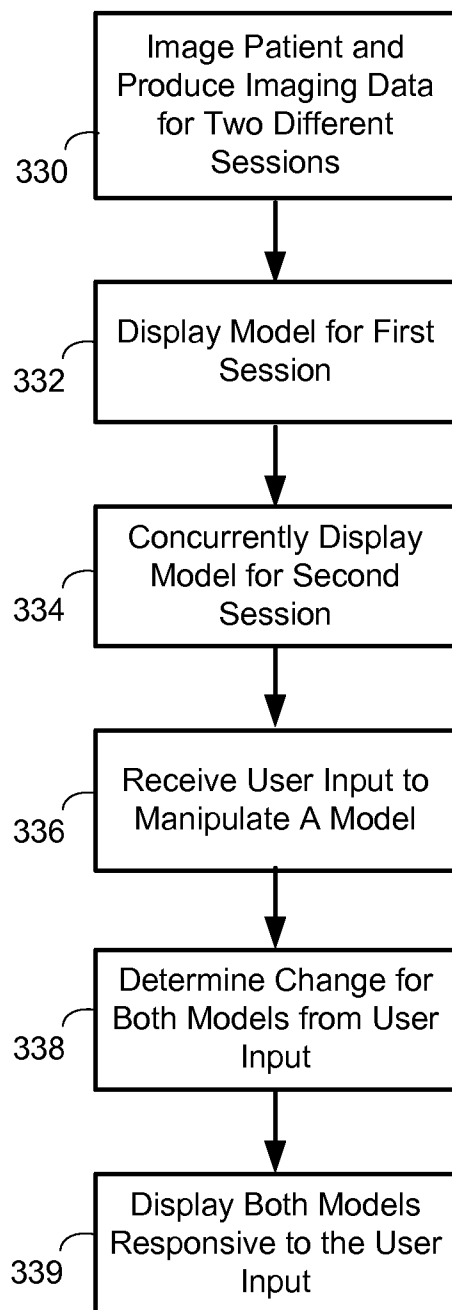 Image Patient and
Produce Imaging Data
for Two Different
Sessions
330
Display Model for First
Session
332
Concurrently Display
Model for Second
Session
334
Receive User Input to
Manipulate A Model
336
Determine Change for
Both Models from User
Input
338
Display Both Models
Responsive to the User
Input
339